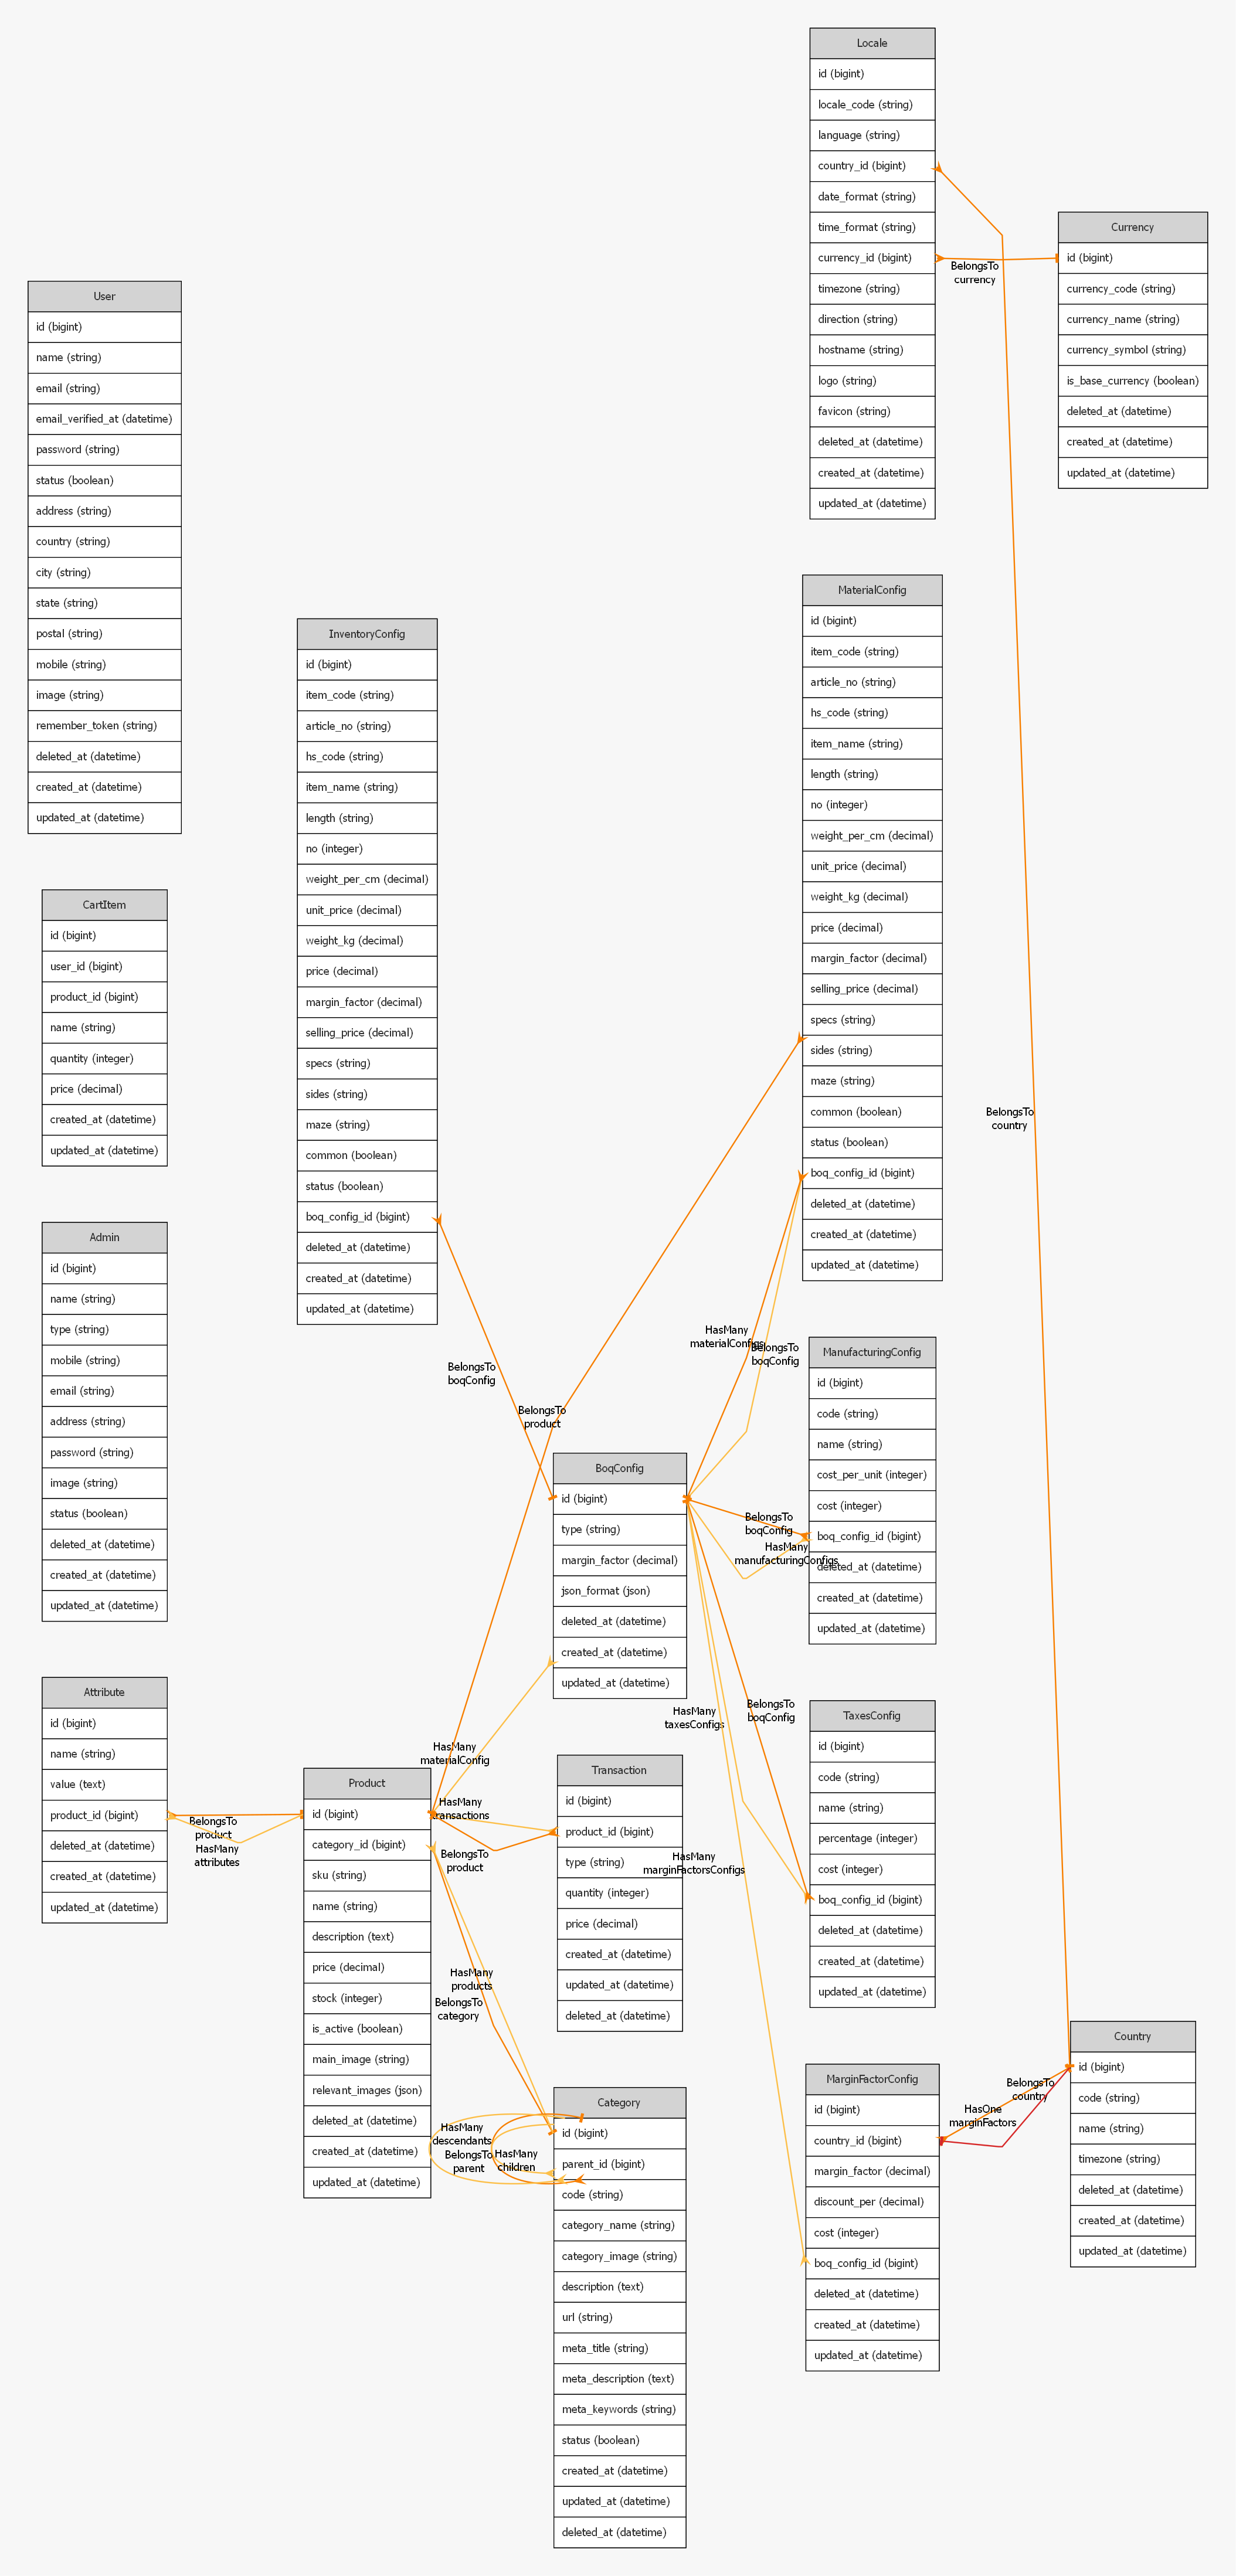 Locale
id (bigint)
locale_code (string)
language (string)
country_id (bigint)
date_format (string)
time_format (string)
currency_id (bigint)
timezone (string)
direction (string)
hostname (string)
logo (string)
favicon (string)
deleted_at (datetime)
created_at (datetime)
updated_at (datetime)
BelongsTo
currency
Currency
id (bigint)
currency_code (string)
currency_name (string)
currency_symbol (string)
is_base_currency (boolean)
deleted_at (datetime)
created_at (datetime)
updated_at (datetime)
User
id (bigint)
name (string)
email (string)
email_verified_at (datetime)
password (string)
status (boolean)
address (string)
country (string)
city (string)
state (string)
postal (string)
mobile (string)
image (string)
remember_token (string)
deleted_at (datetime)
created_at (datetime)
updated_at (datetime)
InventoryConfig
id (bigint)
item_code (string)
article_no (string)
hs_code (string)
item_name (string)
length (string)
no (integer)
weight_per_cm (decimal)
unit_price (decimal)
weight_kg (decimal)
price (decimal)
margin_factor (decimal)
selling_price (decimal)
specs (string)
sides (string)
maze (string)
common (boolean)
status (boolean)
boq_config_id (bigint)
deleted_at (datetime)
created_at (datetime)
updated_at (datetime)
MaterialConfig
id (bigint)
item_code (string)
article_no (string)
hs_code (string)
item_name (string)
length (string)
no (integer)
weight_per_cm (decimal)
unit_price (decimal)
weight_kg (decimal)
price (decimal)
margin_factor (decimal)
selling_price (decimal)
specs (string)
sides (string)
maze (string)
common (boolean)
status (boolean)
boq_config_id (bigint)
deleted_at (datetime)
created_at (datetime)
updated_at (datetime)
BelongsTo
country
CartItem
id (bigint)
user_id (bigint)
product_id (bigint)
name (string)
quantity (integer)
price (decimal)
created_at (datetime)
updated_at (datetime)
Admin
id (bigint)
name (string)
type (string)
mobile (string)
email (string)
address (string)
password (string)
image (string)
status (boolean)
deleted_at (datetime)
created_at (datetime)
updated_at (datetime)
BelongsTo
boqConfig
BelongsTo
product
HasMany
materialConfigs
BelongsTo
boqConfig
ManufacturingConfig
id (bigint)
code (string)
name (string)
cost_per_unit (integer)
cost (integer)
boq_config_id (bigint)
deleted_at (datetime)
created_at (datetime)
updated_at (datetime)
BoqConfig
id (bigint)
type (string)
margin_factor (decimal)
json_format (json)
deleted_at (datetime)
created_at (datetime)
updated_at (datetime)
BelongsTo
boqConfig
HasMany
manufacturingConfigs
Attribute
id (bigint)
name (string)
value (text)
product_id (bigint)
deleted_at (datetime)
created_at (datetime)
updated_at (datetime)
BelongsTo
product
HasMany
attributes
Product
id (bigint)
category_id (bigint)
sku (string)
name (string)
description (text)
price (decimal)
stock (integer)
is_active (boolean)
main_image (string)
relevant_images (json)
deleted_at (datetime)
created_at (datetime)
updated_at (datetime)
HasMany
materialConfig
HasMany
transactions
BelongsTo
product
HasMany
products
BelongsTo
category
Transaction
id (bigint)
product_id (bigint)
type (string)
quantity (integer)
price (decimal)
created_at (datetime)
updated_at (datetime)
deleted_at (datetime)
HasMany
taxesConfigs
BelongsTo
boqConfig
HasMany
marginFactorsConfigs
TaxesConfig
id (bigint)
code (string)
name (string)
percentage (integer)
cost (integer)
boq_config_id (bigint)
deleted_at (datetime)
created_at (datetime)
updated_at (datetime)
Category
id (bigint)
parent_id (bigint)
code (string)
category_name (string)
category_image (string)
description (text)
url (string)
meta_title (string)
meta_description (text)
meta_keywords (string)
status (boolean)
created_at (datetime)
updated_at (datetime)
deleted_at (datetime)
HasMany
descendants
BelongsTo
parent
HasMany
children
MarginFactorConfig
id (bigint)
country_id (bigint)
margin_factor (decimal)
discount_per (decimal)
cost (integer)
boq_config_id (bigint)
deleted_at (datetime)
created_at (datetime)
updated_at (datetime)
BelongsTo
country
HasOne
marginFactors
Country
id (bigint)
code (string)
name (string)
timezone (string)
deleted_at (datetime)
created_at (datetime)
updated_at (datetime)